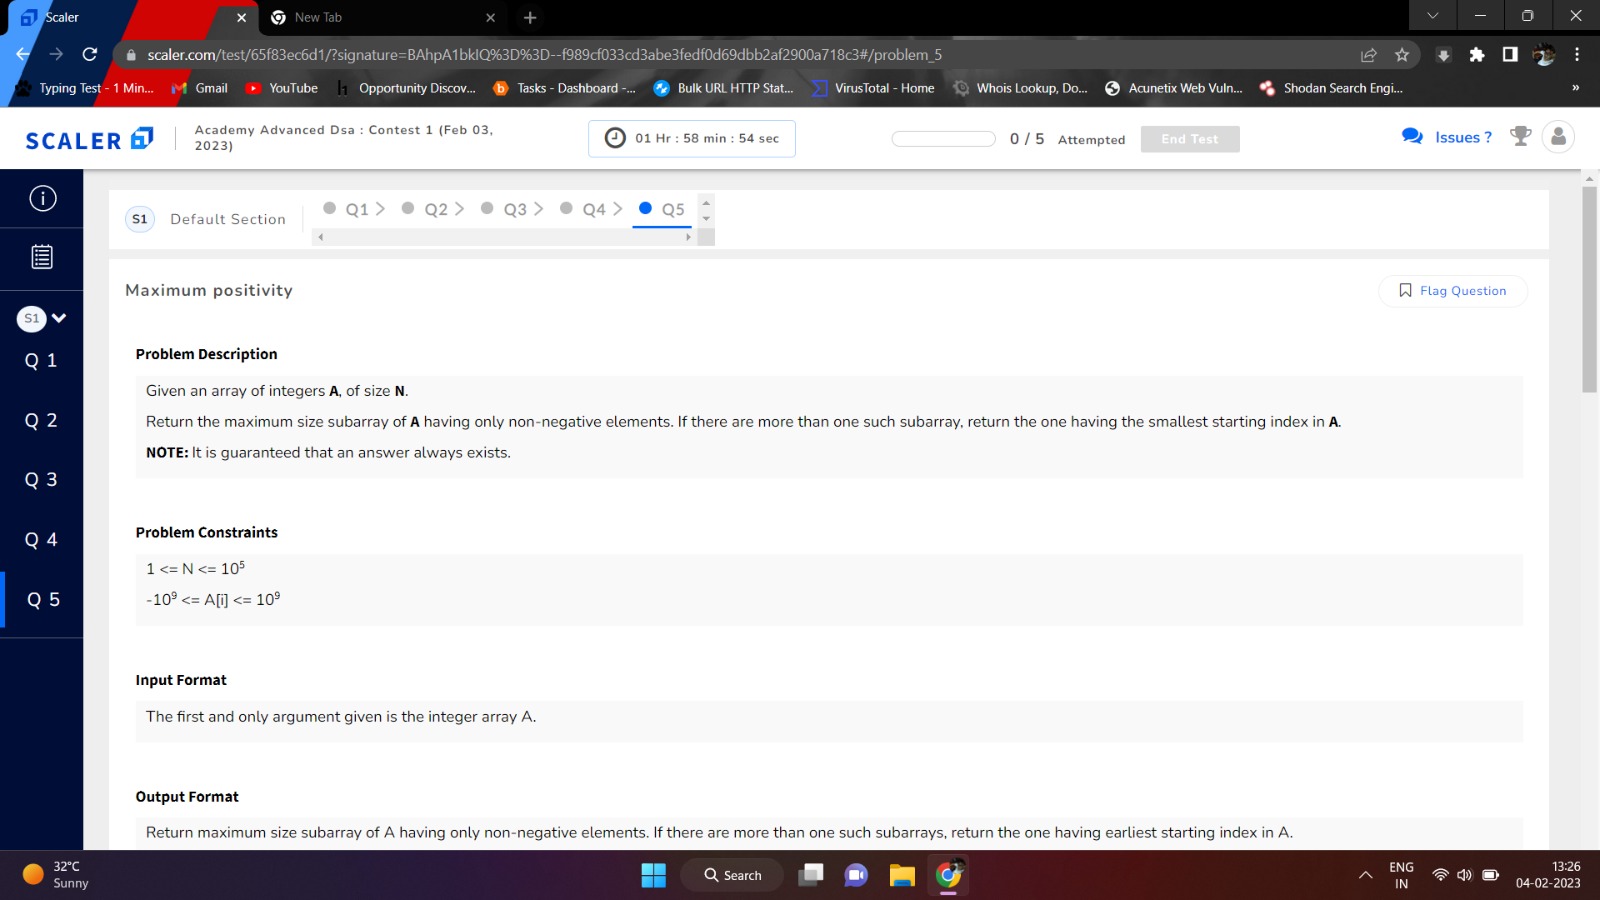 Scaler
New Tab
scaler.com/test/65f83ec6d1/?signature=BAhpA1bkIQ%3D%3D--f989cf033cd3abe3fedf0d69dbb2af2900a718c3#/problem_5
Typing Test - 1 Min... Gmail YouTube Opportunity Discov... Tasks - Dashboard -... Bulk URL HTTP Stat... VirusTotal - Home Whois Lookup, Do... Acunetix Web Vuln... Shodan Search Engi... »
SCALER
Academy Advanced Dsa : Contest 1 (Feb 03,
2023)
01 Hr : 58 min : 54 sec
0 / 5 Attempted
End Test
Issues ?
S1 Default Section
Q1 > Q2 > Q3 > Q4 > Q5
S1
Q 1
Q 2
Q 3
Q 4
Q 5
Maximum positivity
Flag Question
Problem Description
Given an array of integers A, of size N.
Return the maximum size subarray of A having only non-negative elements. If there are more than one such subarray, return the one having the smallest starting index in A.
NOTE: It is guaranteed that an answer always exists.
Problem Constraints
1 <= N <= 10⁵
-10⁹ <= A[i] <= 10⁹
Input Format
The first and only argument given is the integer array A.
Output Format
Return maximum size subarray of A having only non-negative elements. If there are more than one such subarrays, return the one having earliest starting index in A.
32°C
Sunny
Search
ENG
IN
13:26
04-02-2023